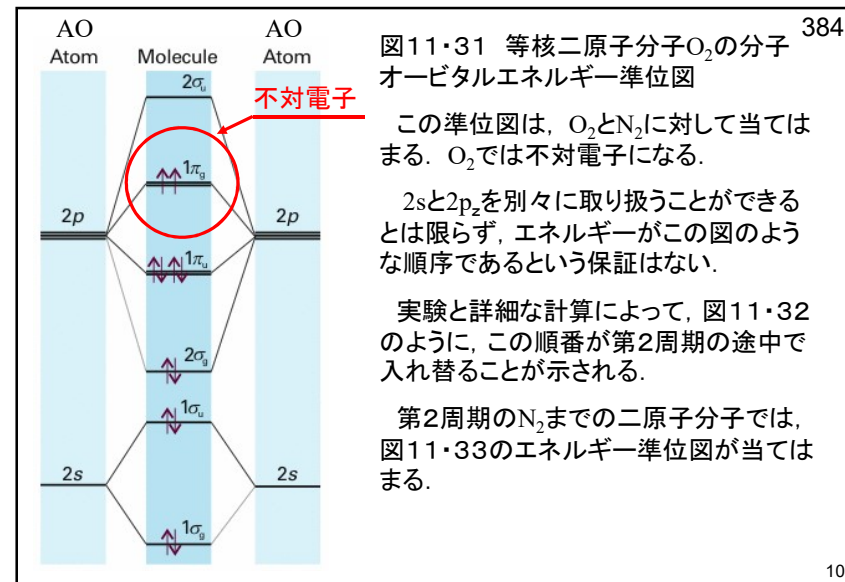 AO
AO
384
Atom
Molecule
Atom
2σu
不対電子
1πg
2p
2p
1πu
2σg
1σu
2s
2s
1σg
図11・31 等核二原子分子O2の分子
オービタルエネルギー準位図
この準位図は，O2とN2に対して当ては
まる．O2では不対電子になる．
2sと2pzを別々に取り扱うことができる
とは限らず，エネルギーがこの図のよう
な順序であるという保証はない．
実験と詳細な計算によって，図11・32
のように，この順番が第2周期の途中で
入れ替ることが示される．
第2周期のN2までの二原子分子では，
図11・33のエネルギー準位図が当ては
まる．
10